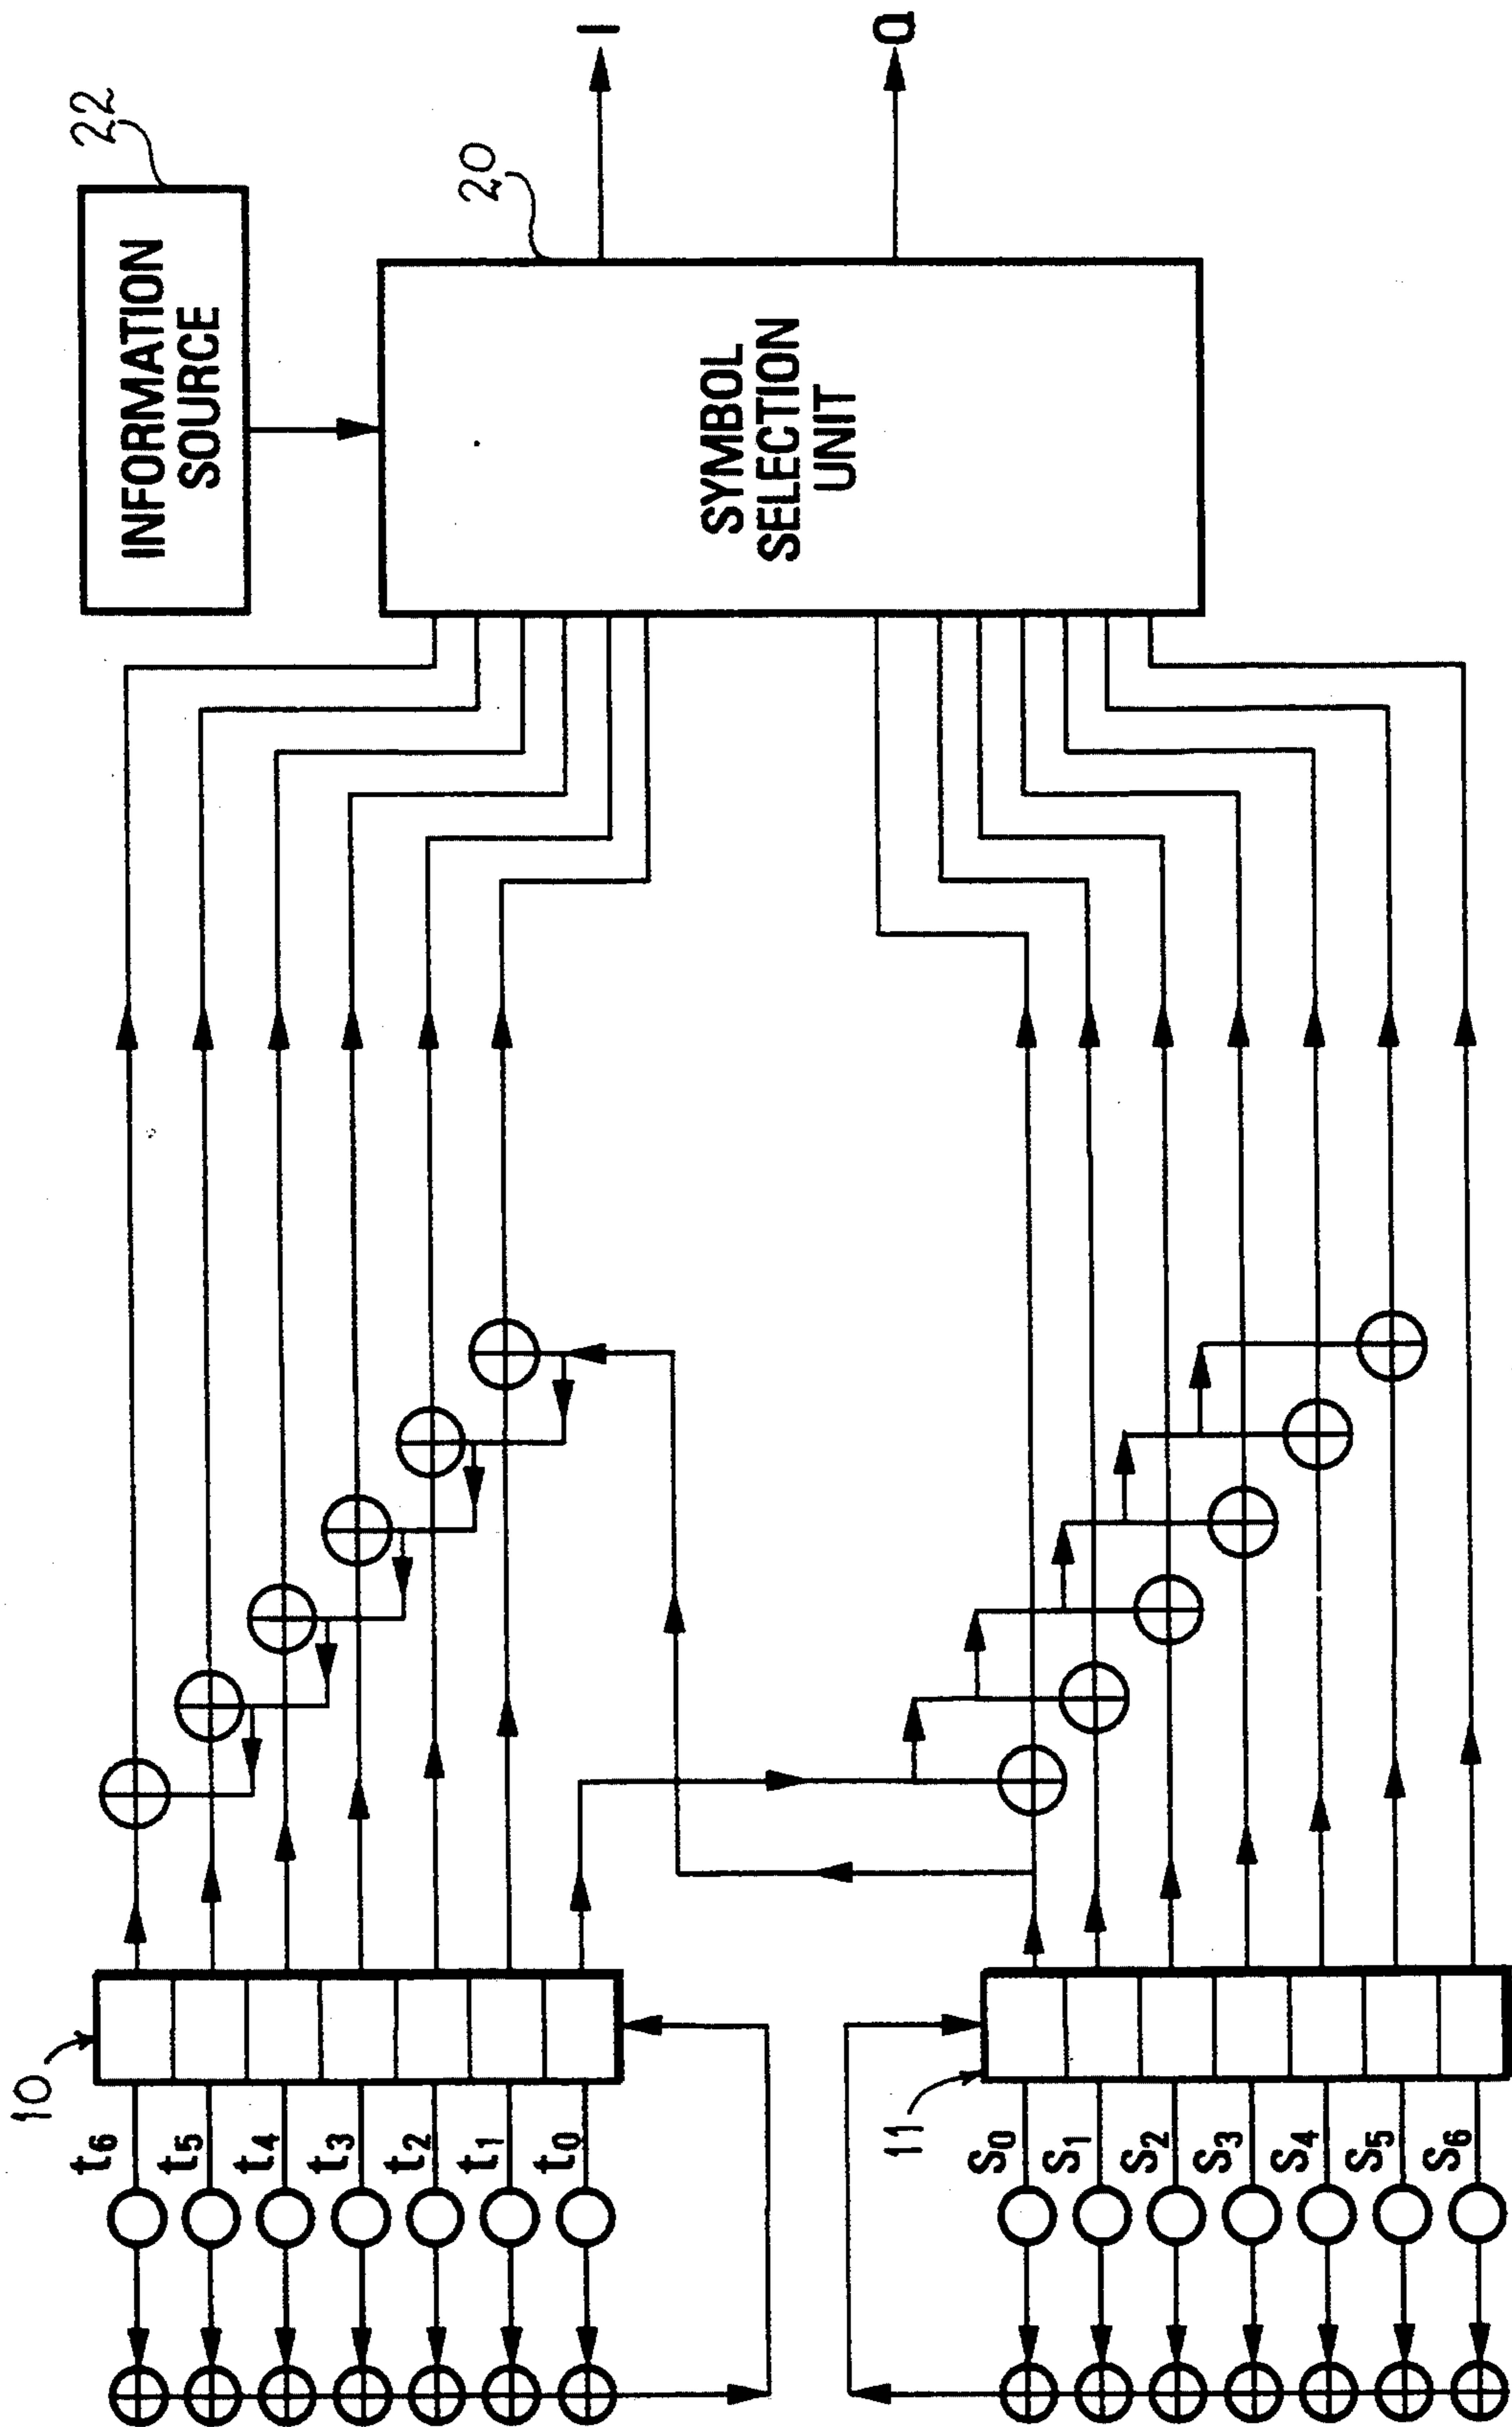 22
INFORMATION
SOURCE
I
Q
20
SYMBOL
SELECTION
UNIT
10
t6
t5
t4
t3
t2
t1
t0
11
S0
S1
S2
S3
S4
S5
S6